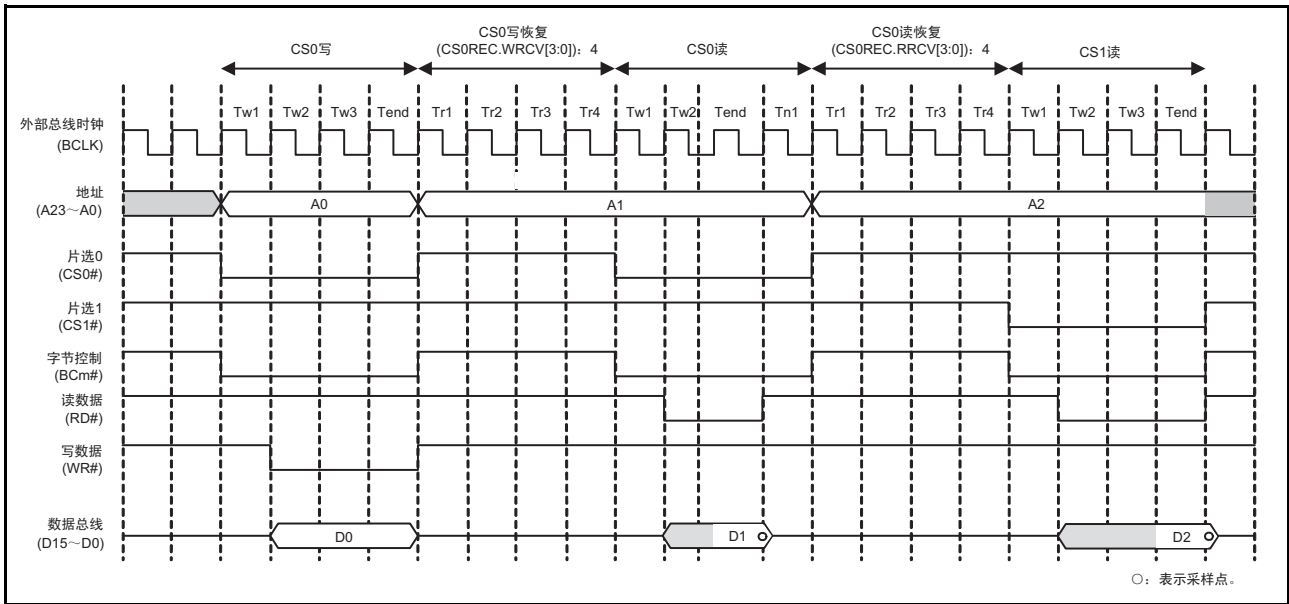 CS0写
CS0写恢复
(CS0REC.WRCV[3:0]): 4
CS0读
CS0读恢复
(CS0REC.RRCV[3:0]): 4
CS1读
Tw1 Tw2 Tw3 Tend Tr1 Tr2 Tr3 Tr4 Tw1 Tw2 Tend Tn1 Tr1 Tr2 Tr3 Tr4 Tw1 Tw2 Tw3 Tend
外部总线时钟
(BCLK)
地址
(A23～A0)
A0 A1 A2
片选0
(CS0#)
片选1
(CS1#)
字节控制
(BCm#)
读数据
(RD#)
写数据
(WR#)
数据总线
(D15～D0)
D0 D1 D2
○：表示采样点。